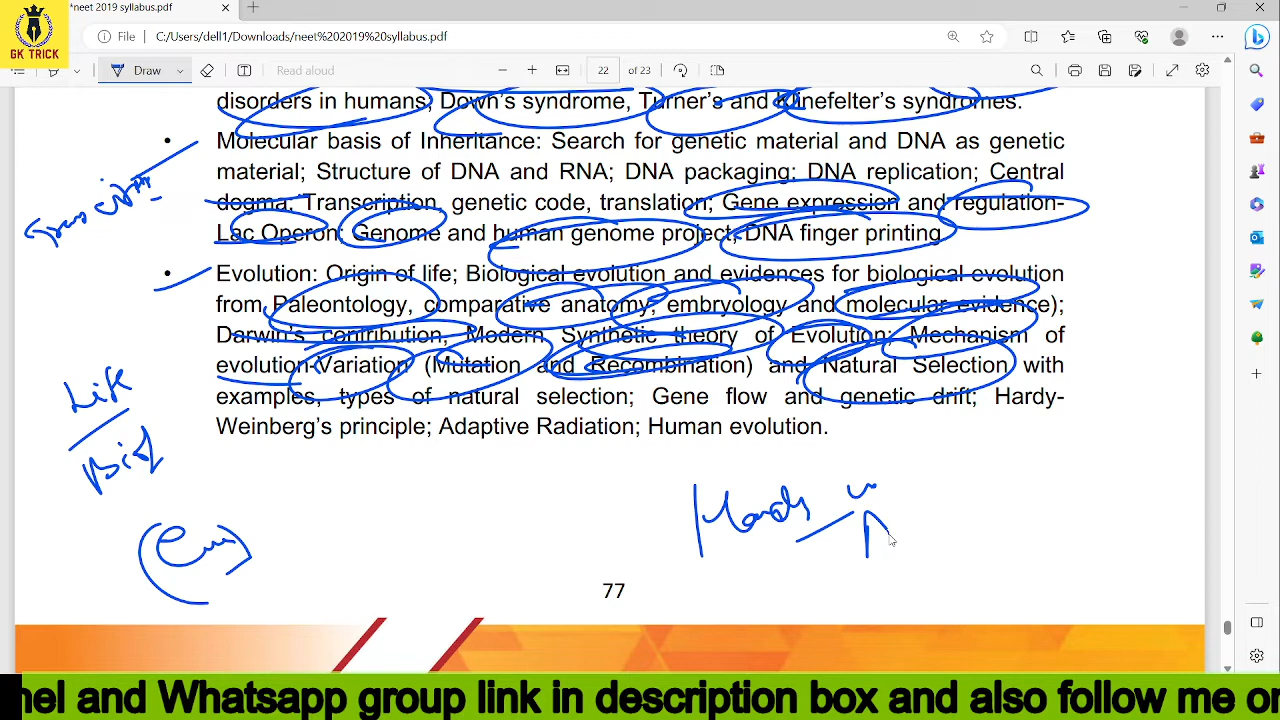 *neet 2019 syllabus.pdf
GK TRICK
File C:/Users/dell1/Downloads/neet%202019%20syllabus.pdf
Draw Read aloud 22 of 23
disorders in humans, Down's syndrome, Turner's and Klinefelter's syndromes.
• Molecular basis of Inheritance: Search for genetic material and DNA as genetic
material; Structure of DNA and RNA; DNA packaging; DNA replication; Central
dogma; Transcription, genetic code, translation; Gene expression and regulation-
Lac Operon; Genome and human genome project; DNA finger printing.
• Evolution: Origin of life; Biological evolution and evidences for biological evolution
from Paleontology, comparative anatomy, embryology and molecular evidence);
Darwin's contribution, Modern Synthetic theory of Evolution; Mechanism of
evolution-Variation (Mutation and Recombination) and Natural Selection with
examples, types of natural selection; Gene flow and genetic drift; Hardy-
Weinberg's principle; Adaptive Radiation; Human evolution.
Life
77
nel and Whatsapp group link in description box and also follow me or